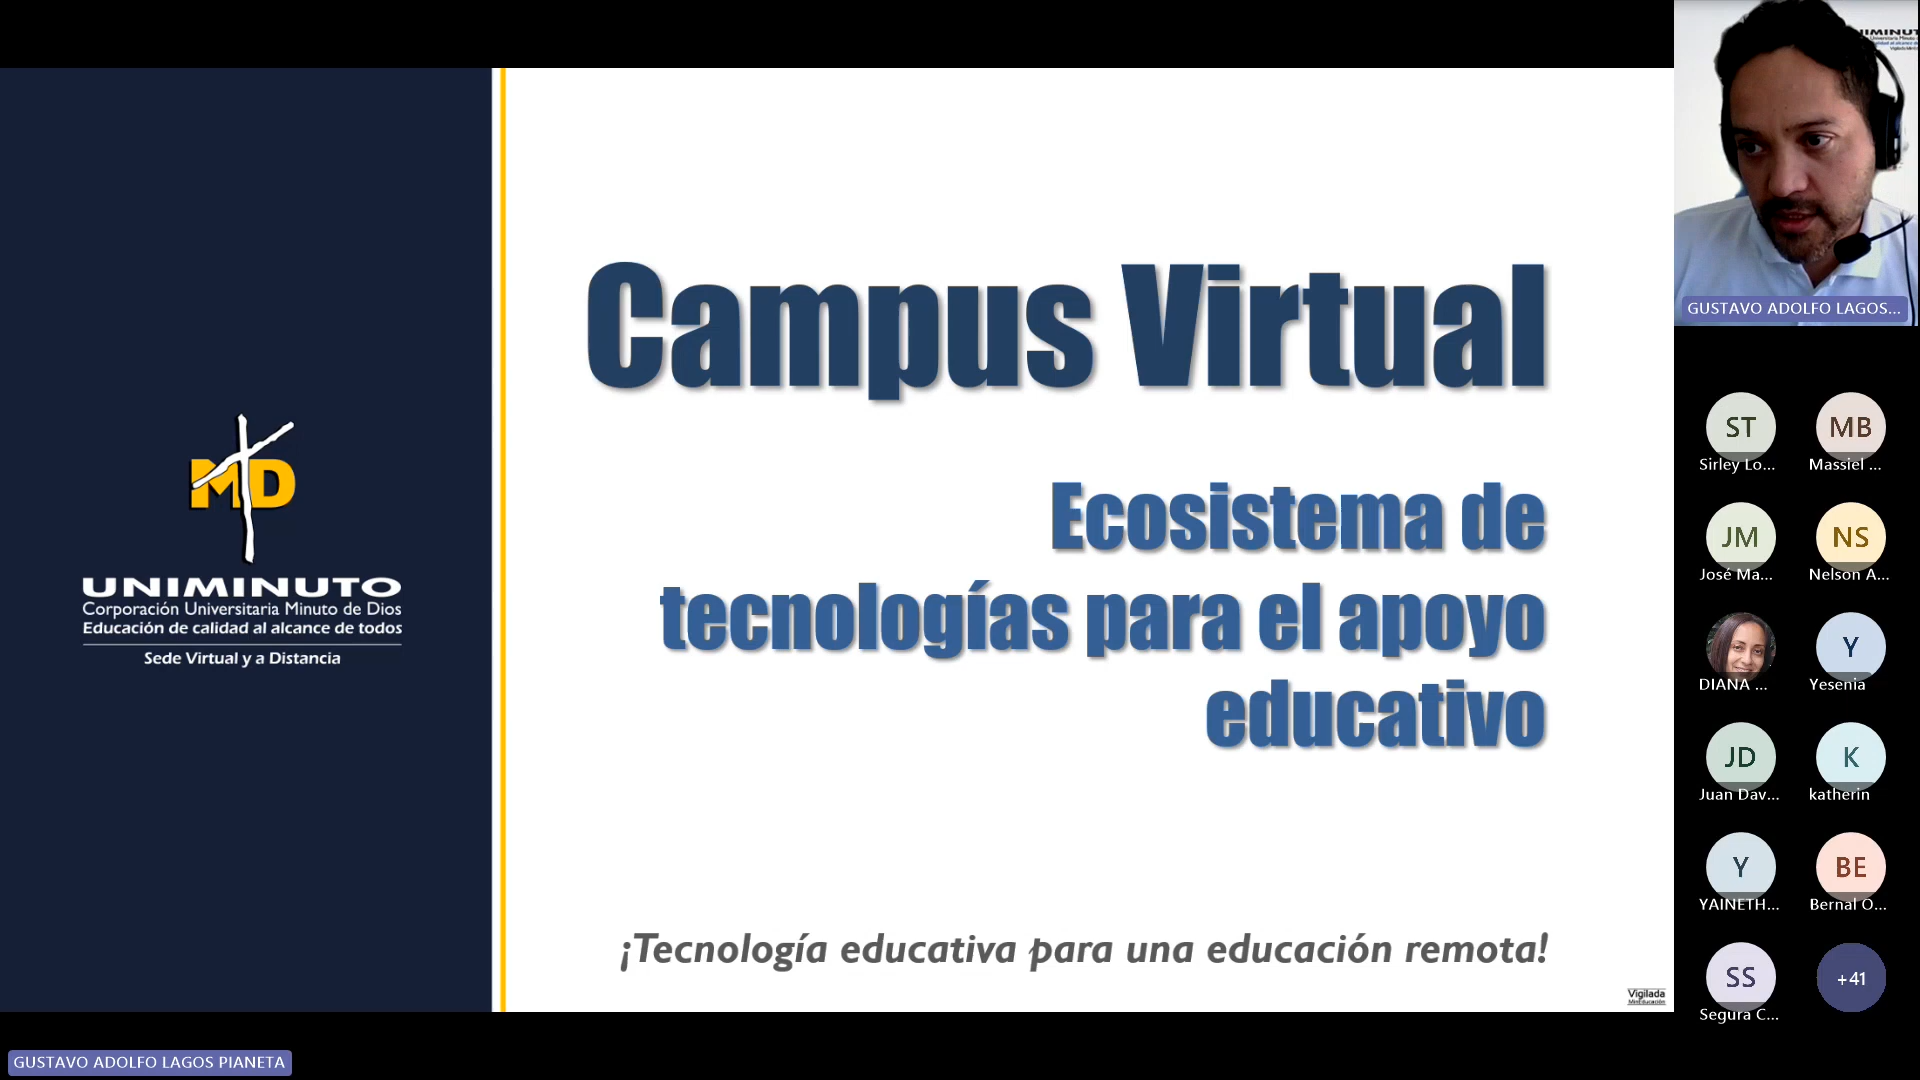 MD
UNIMINUTO
Corporación Universitaria Minuto de Dios
Educación de calidad al alcance de todos
Sede Virtual y a Distancia
Campus Virtual
Ecosistema de
tecnologías para el apoyo
educativo
¡Tecnología educativa para una educación remota!
Vigilada
MinEducación
GUSTAVO ADOLFO LAGOS PIANETA
GUSTAVO ADOLFO LAGOS...
ST
Sirley Lo...
MB
Massiel ...
JM
José Ma...
NS
Nelson A...
DIANA ...
Y
Yesenia
JD
Juan Dav...
K
katherin
Y
YAINETH...
BE
Bernal O...
SS
Segura C...
+41